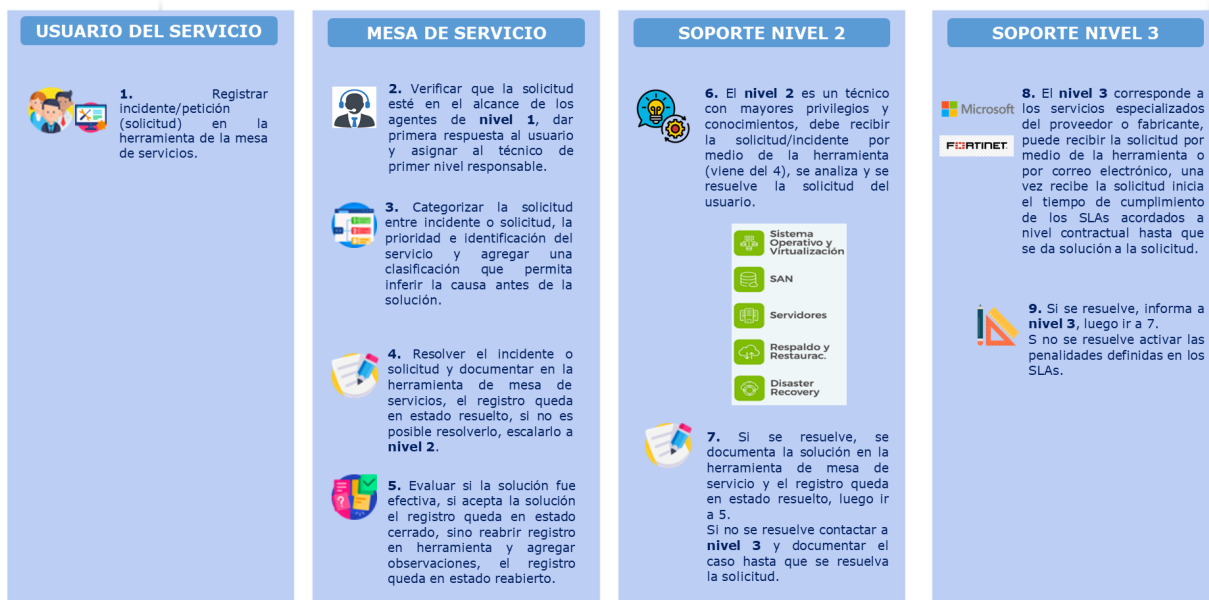 USUARIO DEL SERVICIO
1. Registrar
incidente/petición
(solicitud) en la
herramienta de la mesa
de servicios.
MESA DE SERVICIO
2. Verificar que la solicitud
esté en el alcance de los
agentes de nivel 1, dar
primera respuesta al usuario
y asignar al técnico de
primer nivel responsable.
3. Categorizar la solicitud
entre incidente o solicitud, la
prioridad e identificación del
servicio y agregar una
clasificación que permita
inferir la causa antes de la
solución.
4. Resolver el incidente o
solicitud y documentar en la
herramienta de mesa de
servicios, el registro queda
en estado resuelto, si no es
posible resolverlo, escalarlo a
nivel 2.
5. Evaluar si la solución fue
efectiva, si acepta la solución
el registro queda en estado
cerrado, sino reabrir registro
en herramienta y agregar
observaciones, el registro
queda en estado reabierto.
SOPORTE NIVEL 2
6. El nivel 2 es un técnico
con mayores privilegios y
conocimientos, debe recibir
la solicitud/incidente por
medio de la herramienta
(viene del 4), se analiza y se
resuelve la solicitud del
usuario.
Sistema
Operativo y
Virtualización
SAN
Servidores
Respaldo y
Restaurac.
Disaster
Recovery
7. Si se resuelve, se
documenta la solución en la
herramienta de mesa de
servicio y el registro queda
en estado resuelto, luego ir
a 5.
Si no se resuelve contactar a
nivel 3 y documentar el
caso hasta que se resuelva
la solicitud.
SOPORTE NIVEL 3
Microsoft
FORTINET
8. El nivel 3 corresponde a
los servicios especializados
del proveedor o fabricante,
puede recibir la solicitud por
medio de la herramienta o
por correo electrónico, una
vez recibe la solicitud inicia
el tiempo de cumplimiento
de los SLAs acordados a
nivel contractual hasta que
se da solución a la solicitud.
9. Si se resuelve, informa a
nivel 3, luego ir a 7.
S no se resuelve activar las
penalidades definidas en los
SLAs.